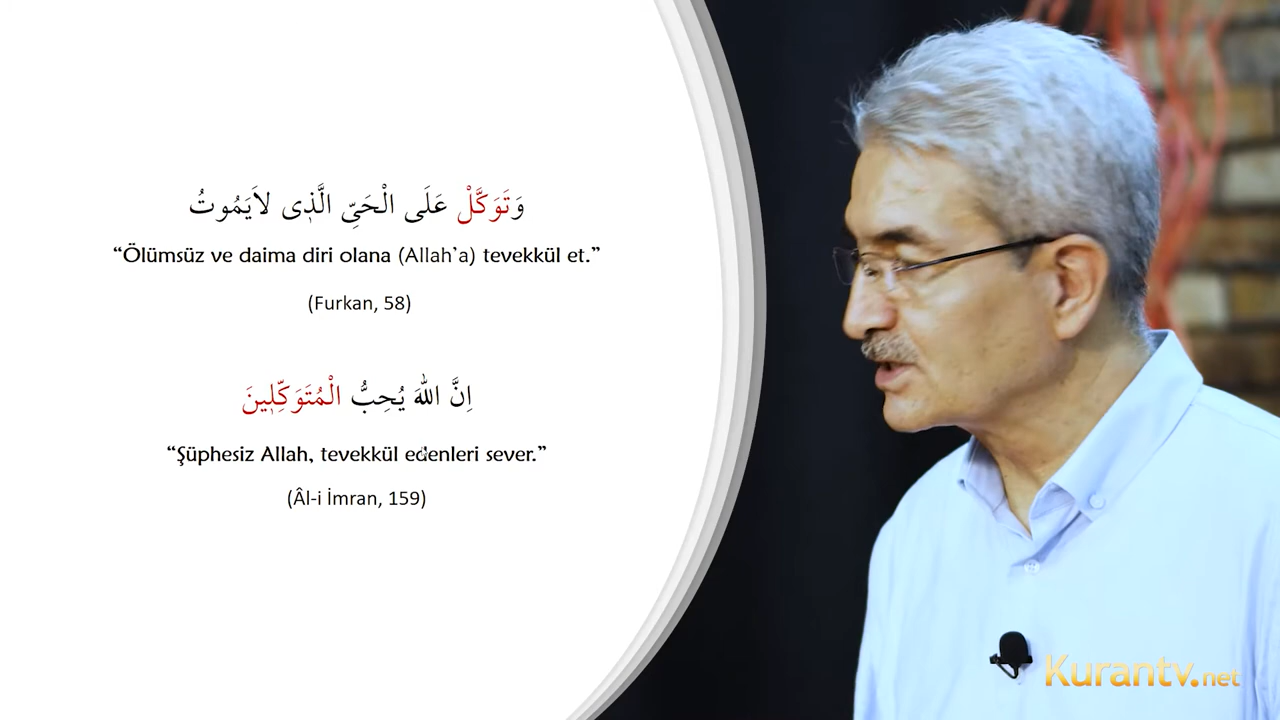 وَتَوَكَّلْ عَلَى الْحَيِّ الَّذٖى لاَيَمُوتُ
“Ölümsüz ve daima diri olana (Allah’a) tevekkül et.”
(Furkan, 58)
اِنَّ اللّٰهَ يُحِبُّ الْمُتَوَكِّلٖينَ
“Şüphesiz Allah, tevekkül edenleri sever.”
(Âl-i İmran, 159)
Kurantv.net